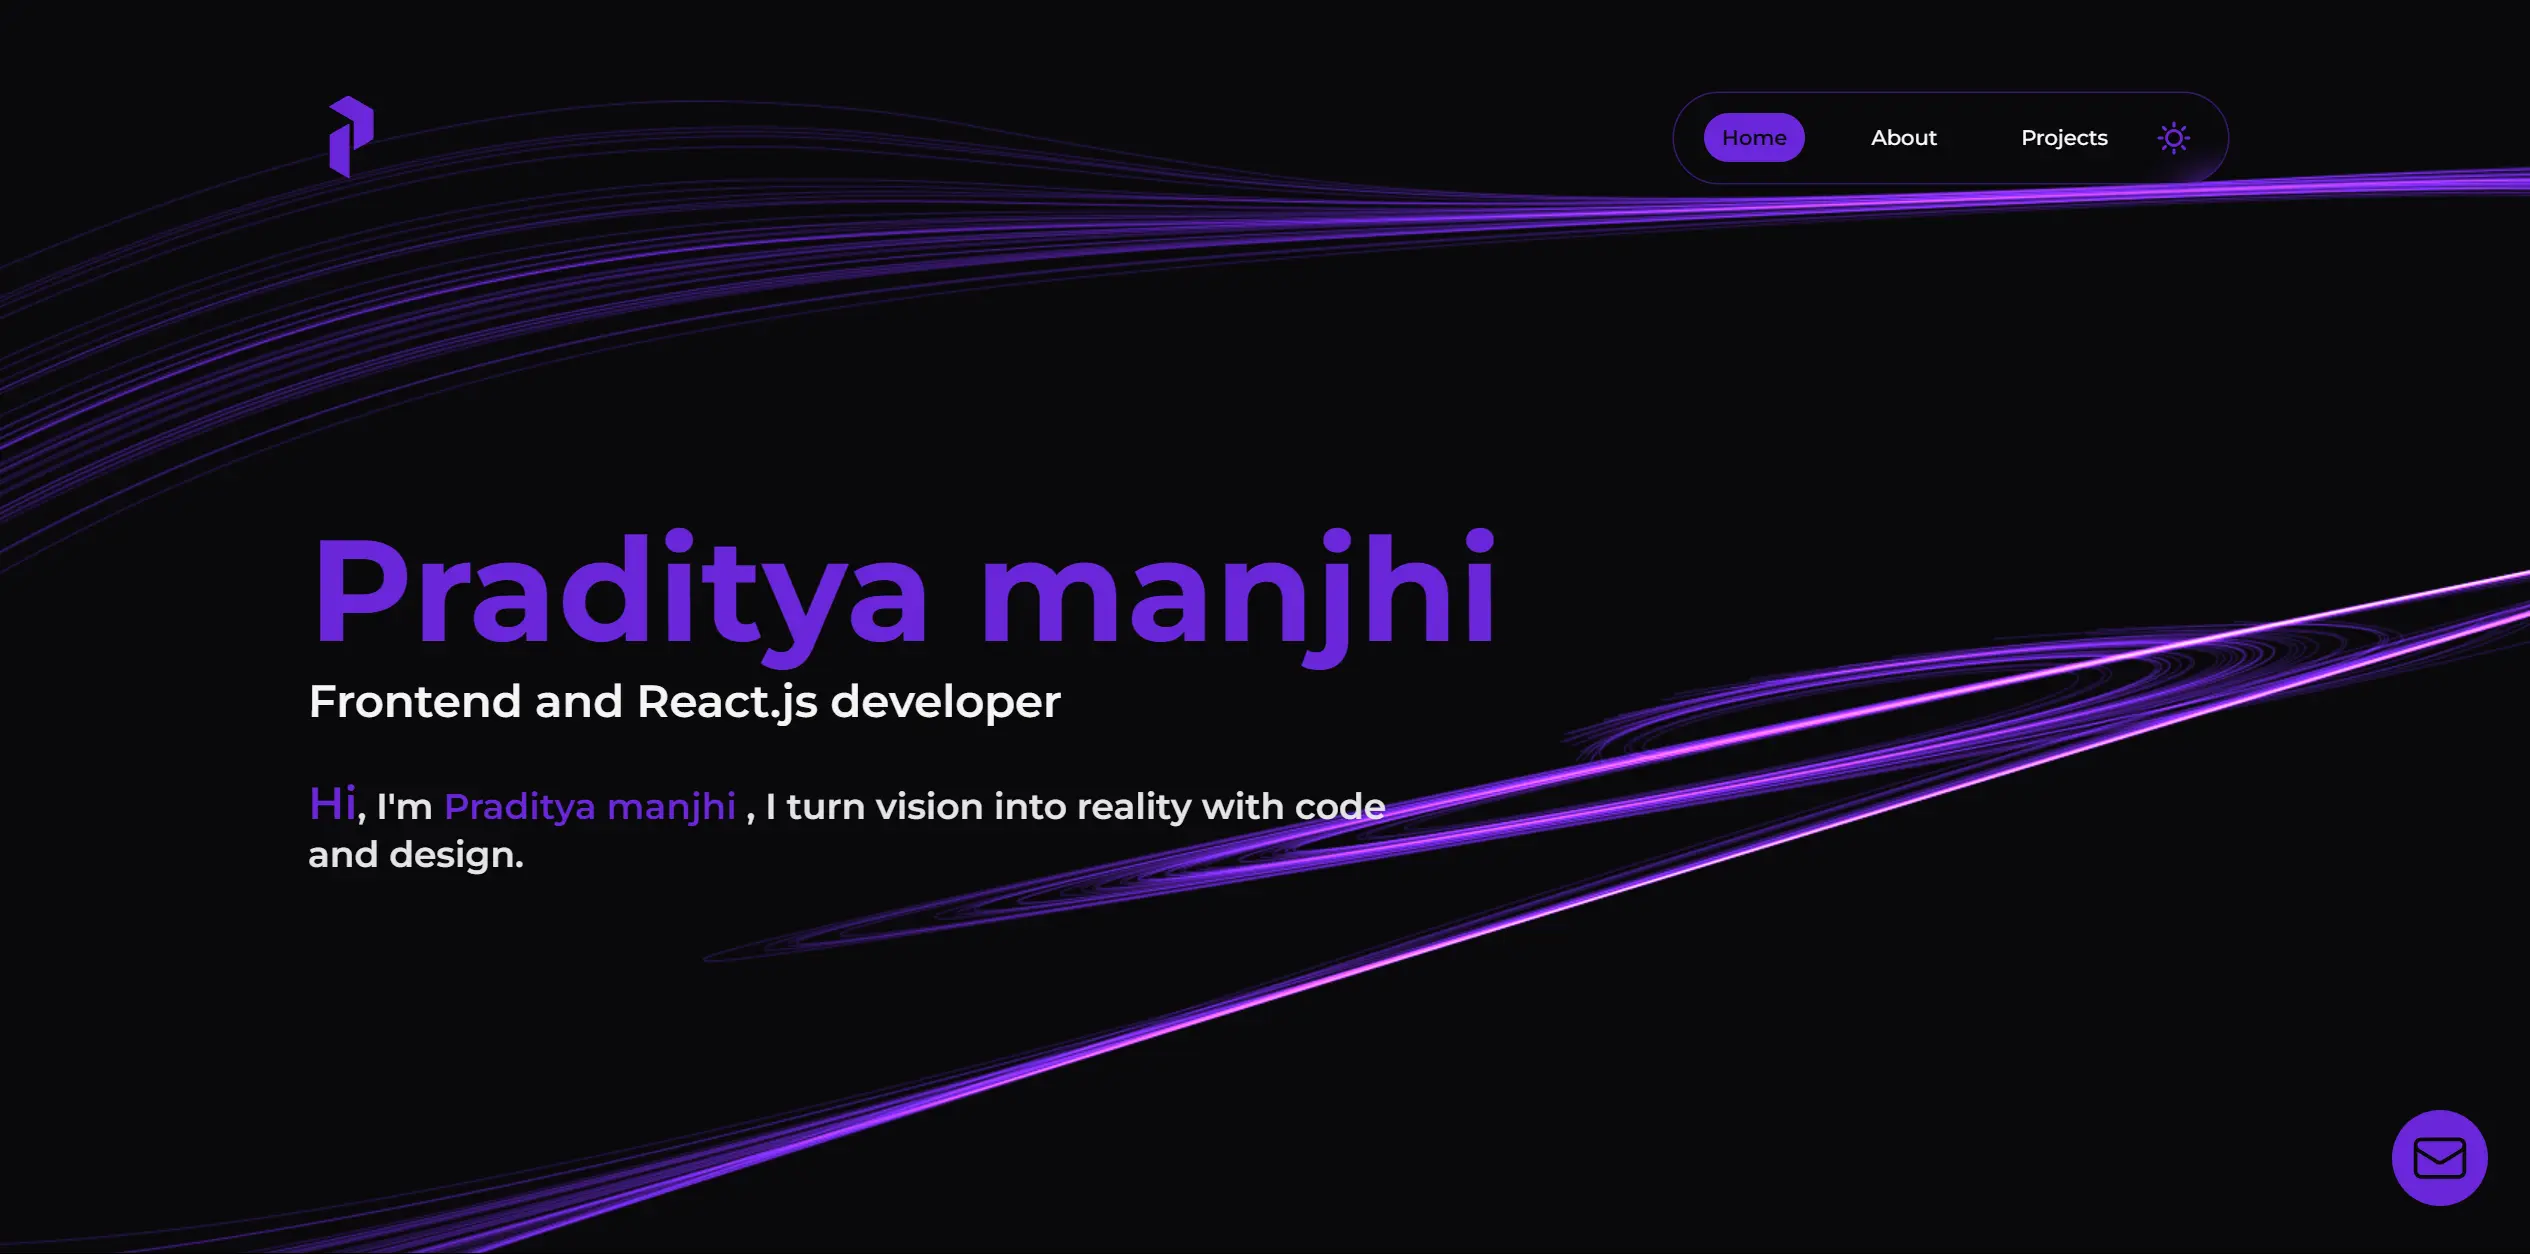 Home About Projects
Praditya manjhi
Frontend and React.js developer
Hi, I'm Praditya manjhi , I turn vision into reality with code
and design.